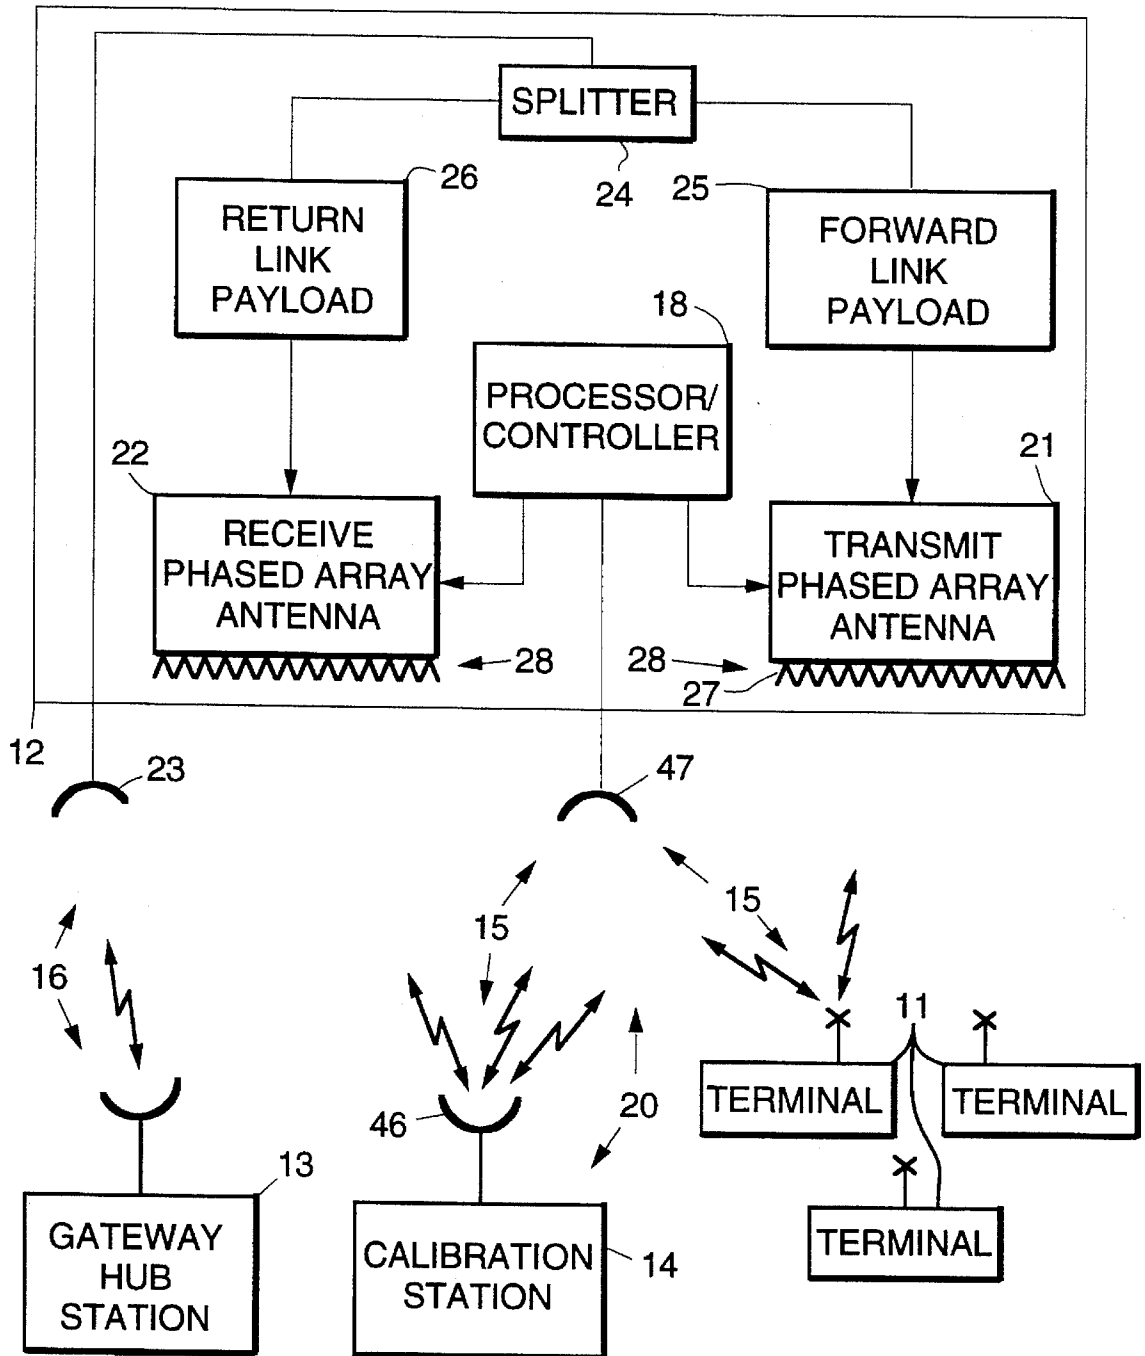 SPLITTER
24
26
25
RETURN
LINK
PAYLOAD
FORWARD
LINK
PAYLOAD
18
PROCESSOR/
CONTROLLER
22
21
RECEIVE
PHASED ARRAY
ANTENNA
TRANSMIT
PHASED ARRAY
ANTENNA
28
28
27
12
23
47
15
15
16
11
TERMINAL
TERMINAL
20
46
13
14
TERMINAL
GATEWAY
HUB
STATION
CALIBRATION
STATION